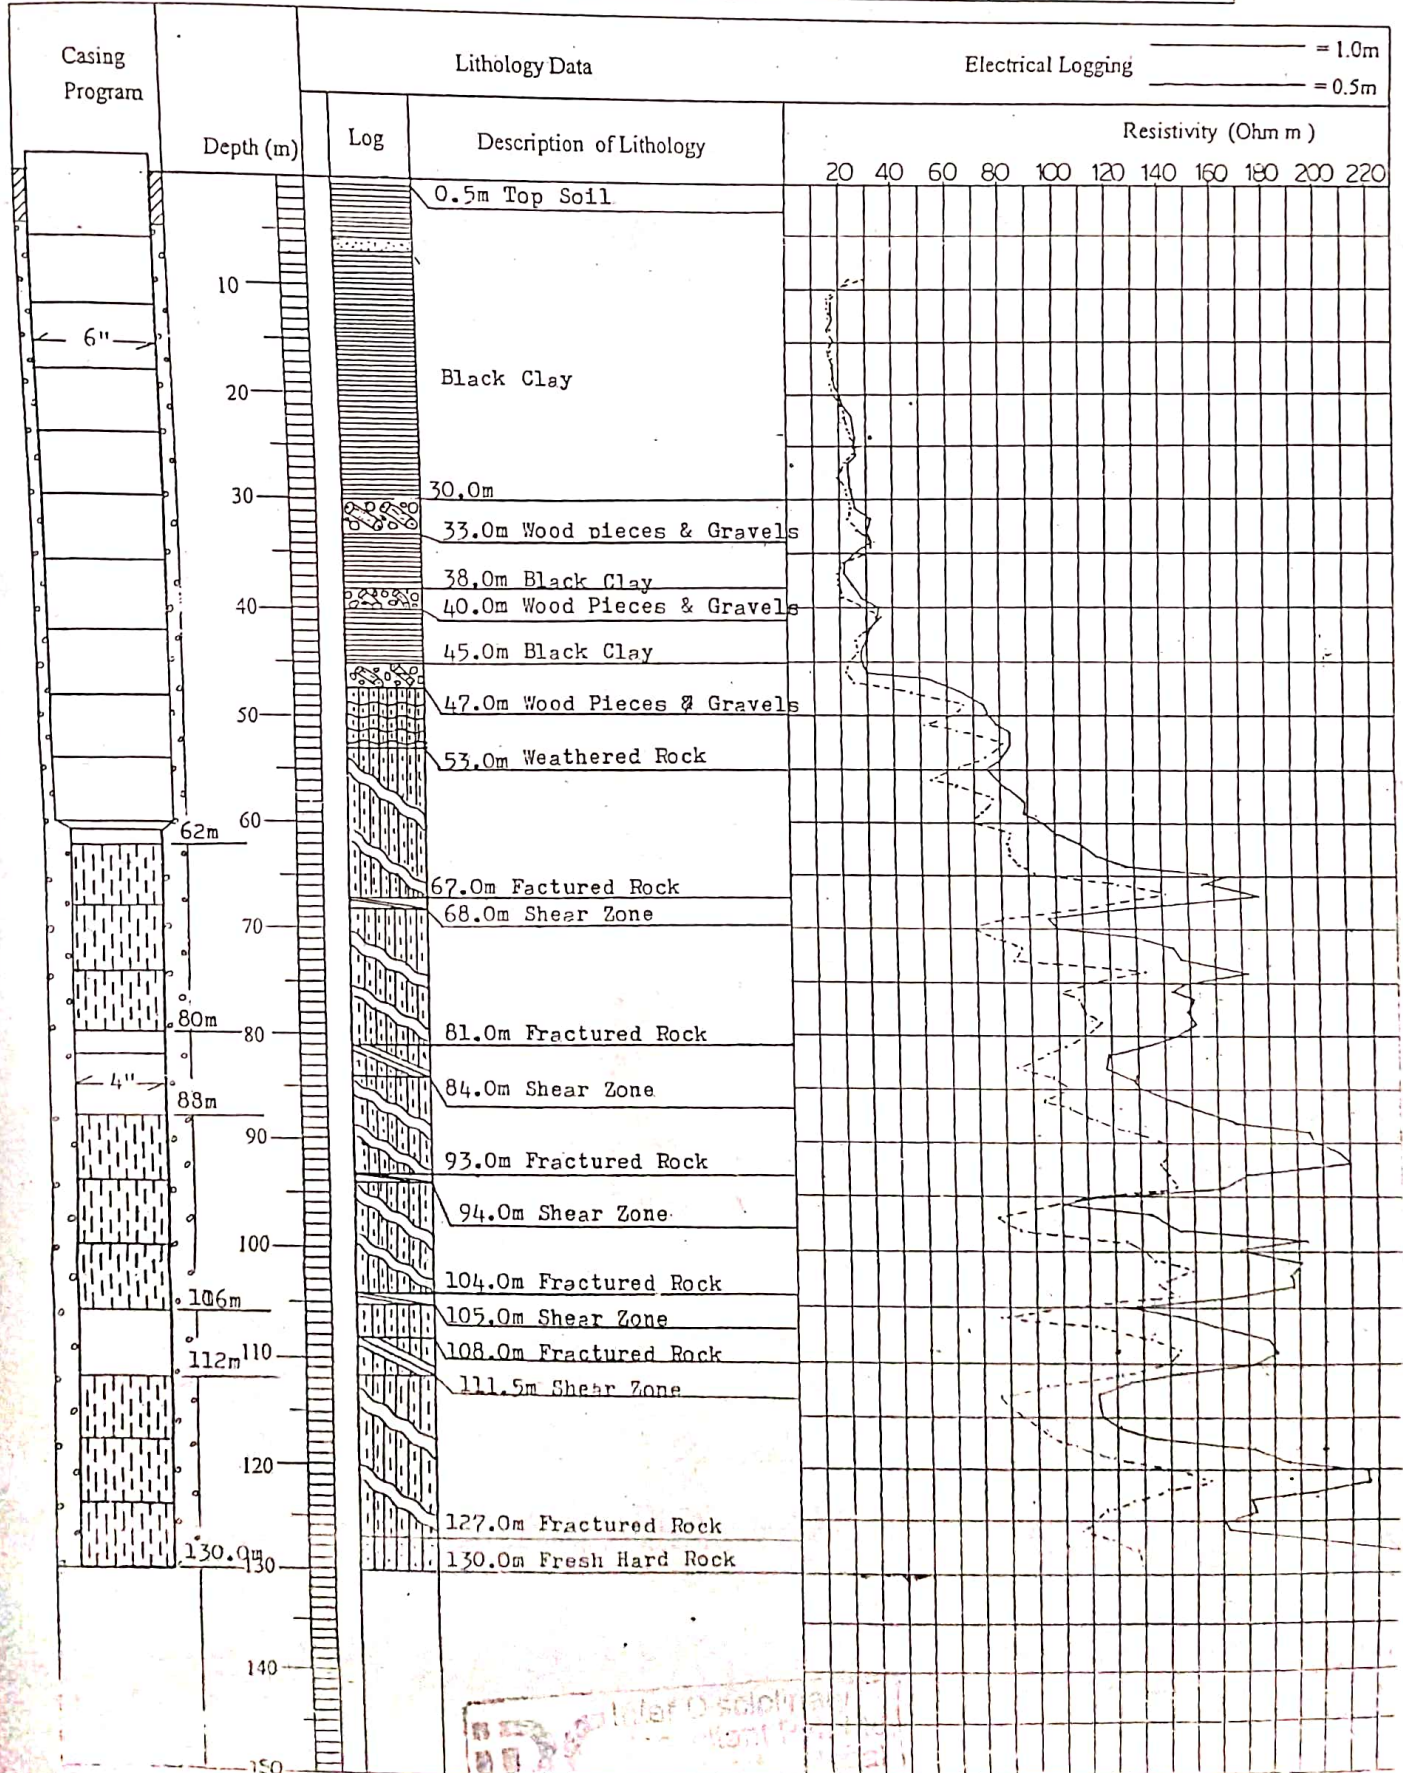 Casing
Program
Depth (m)
Lithology Data
Log
Description of Lithology
Electrical Logging
= 1.0m
= 0.5m
Resistivity (Ohm m )
20 40 60 80 100 120 140 160 180 200 220
0.5m Top Soil
10
6"
Black Clay
20
30
30.0m
33.0m Wood pieces & Gravels
38.0m Black Clay
40
40.0m Wood Pieces & Gravels
45.0m Black Clay
47.0m Wood Pieces & Gravels
50
53.0m Weathered Rock
60
62m
67.0m Factured Rock
68.0m Shear Zone
70
80m
80
81.0m Fractured Rock
4"
84.0m Shear Zone
88m
90
93.0m Fractured Rock
94.0m Shear Zone
100
104.0m Fractured Rock
106m
105.0m Shear Zone
112m
110
108.0m Fractured Rock
111.5m Shear Zone
120
127.0m Fractured Rock
130.0m
130
130.0m Fresh Hard Rock
140
150